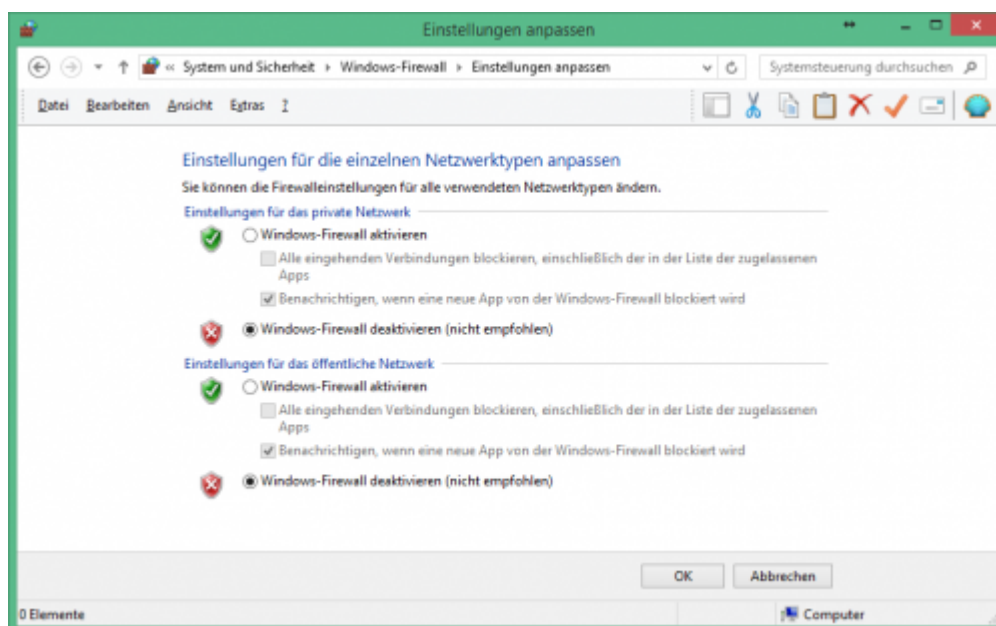 Einstellungen anpassen
« System und Sicherheit Windows-Firewall Einstellungen anpassen Systemsteuerung durchsuchen
Datei Bearbeiten Ansicht Extras ?
Einstellungen für die einzelnen Netzwerktypen anpassen
Sie können die Firewalleinstellungen für alle verwendeten Netzwerktypen ändern.
Einstellungen für das private Netzwerk
Windows-Firewall aktivieren
Alle eingehenden Verbindungen blockieren, einschließlich der in der Liste der zugelassenen
Apps
Benachrichtigen, wenn eine neue App von der Windows-Firewall blockiert wird
Windows-Firewall deaktivieren (nicht empfohlen)
Einstellungen für das öffentliche Netzwerk
Windows-Firewall aktivieren
Alle eingehenden Verbindungen blockieren, einschließlich der in der Liste der zugelassenen
Apps
Benachrichtigen, wenn eine neue App von der Windows-Firewall blockiert wird
Windows-Firewall deaktivieren (nicht empfohlen)
OK Abbrechen
0 Elemente Computer